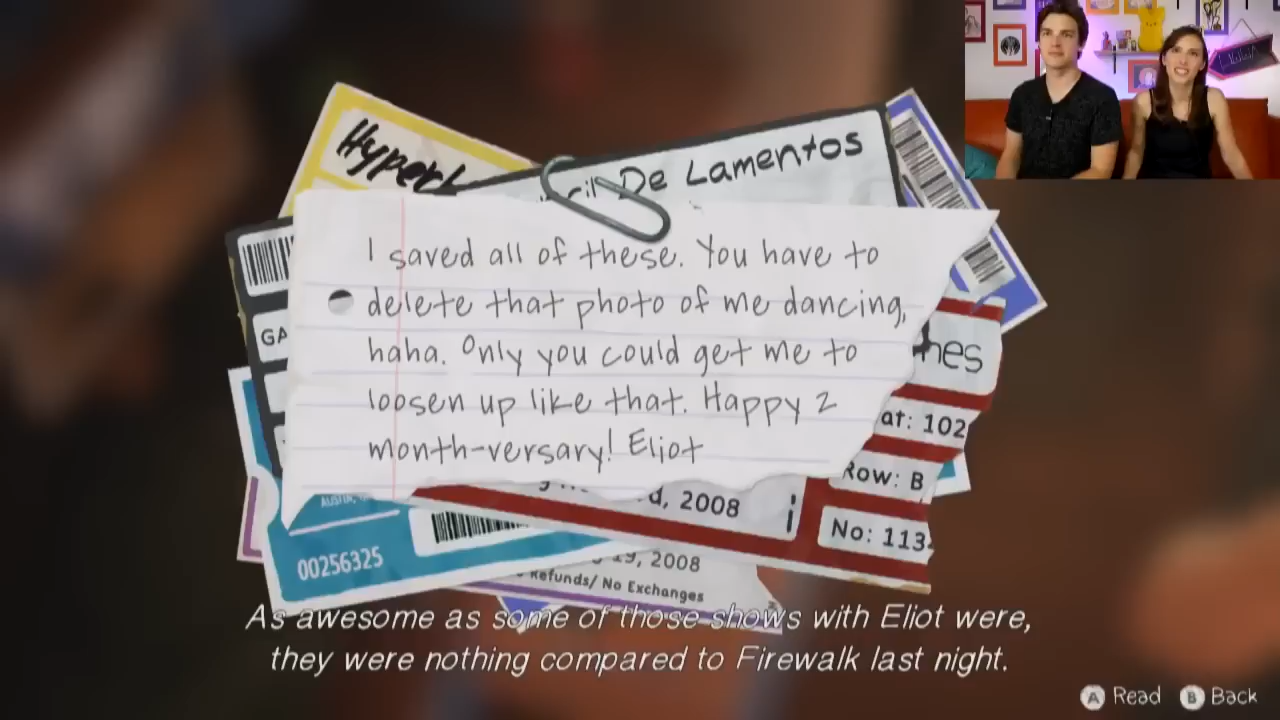 De Lamentos
I saved all of these. You have to
delete that photo of me dancing,
haha. Only you could get me to
loosen up like that. Happy 2
month-versary! Eliot
GA
hes
at: 102
Row: B
No: 113
d, 2008
00256325
19, 2008
Refunds/ No Exchanges
As awesome as some of those shows with Eliot were,
they were nothing compared to Firewalk last night.
A Read B Back